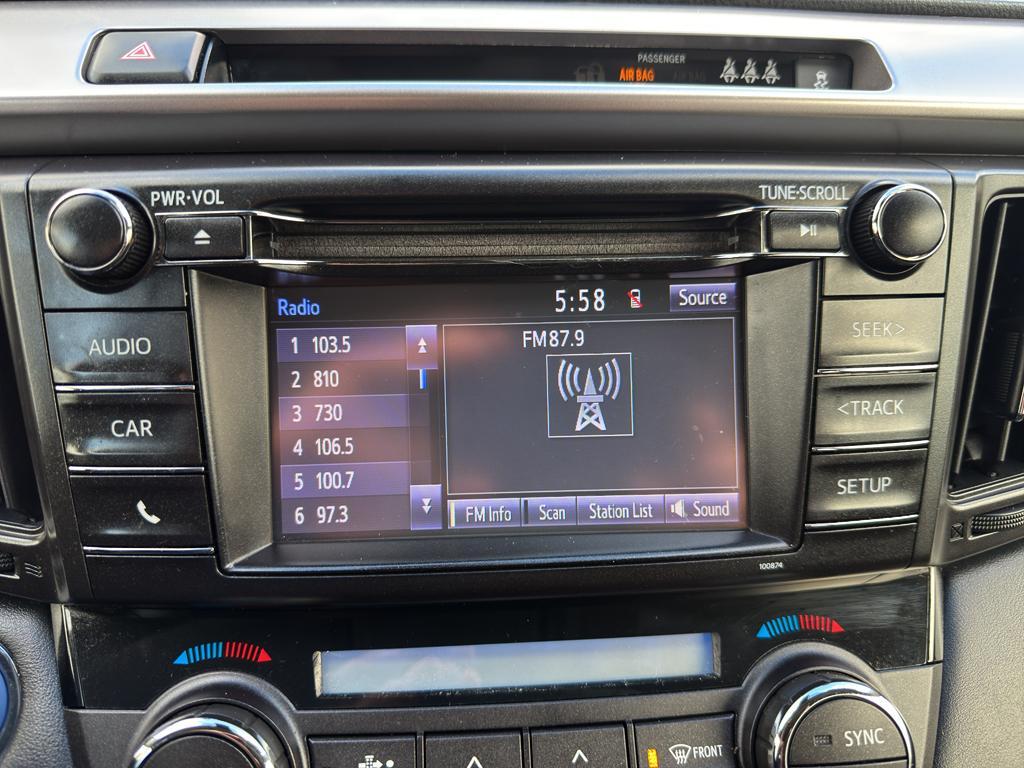 PASSENGER
AIR BAG AIR BAG
PWR·VOL
TUNE·SCROLL
AUDIO
CAR
Radio
5:58
Source
1 103.5
2 810
3 730
4 106.5
5 100.7
6 97.3
FM87.9
FM Info
Scan
Station List
Sound
SEEK>
<TRACK
SETUP
100874
FRONT
SYNC